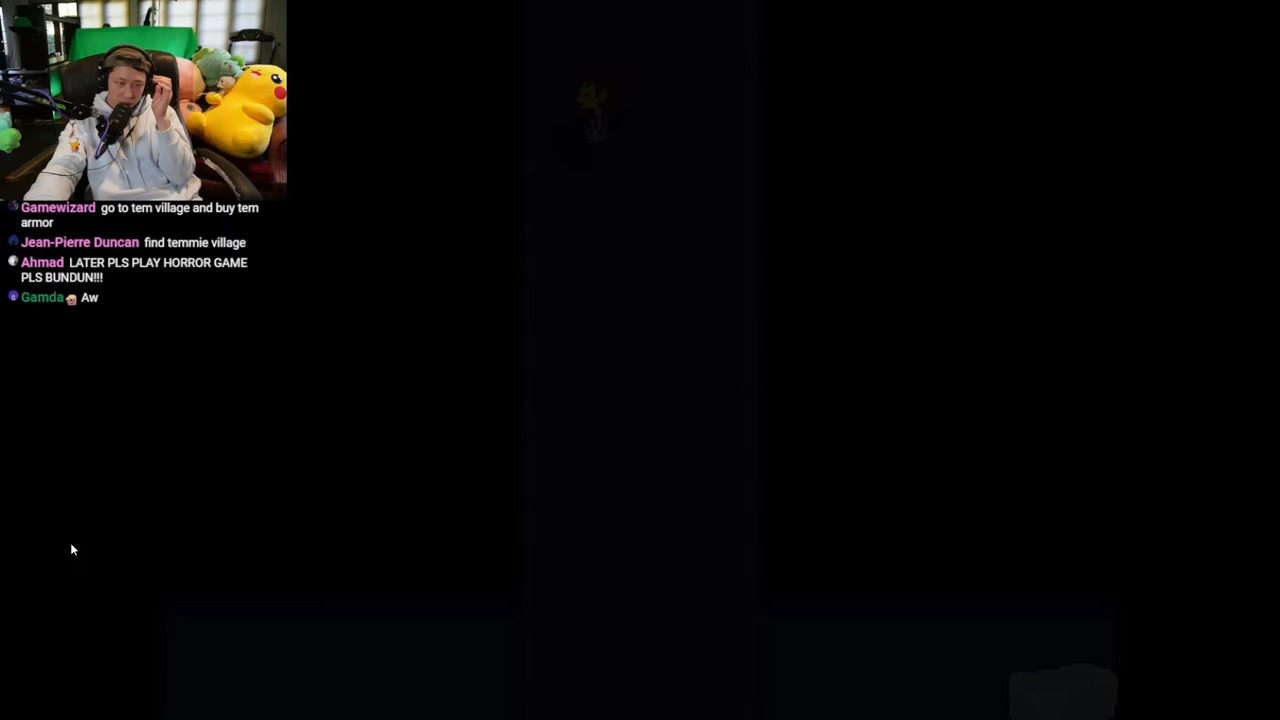 Gamewizard go to tem village and buy tem
armor
Jean-Pierre Duncan find temmie village
Ahmad LATER PLS PLAY HORROR GAME
PLS BUNDUN!!!
Gamda Aw